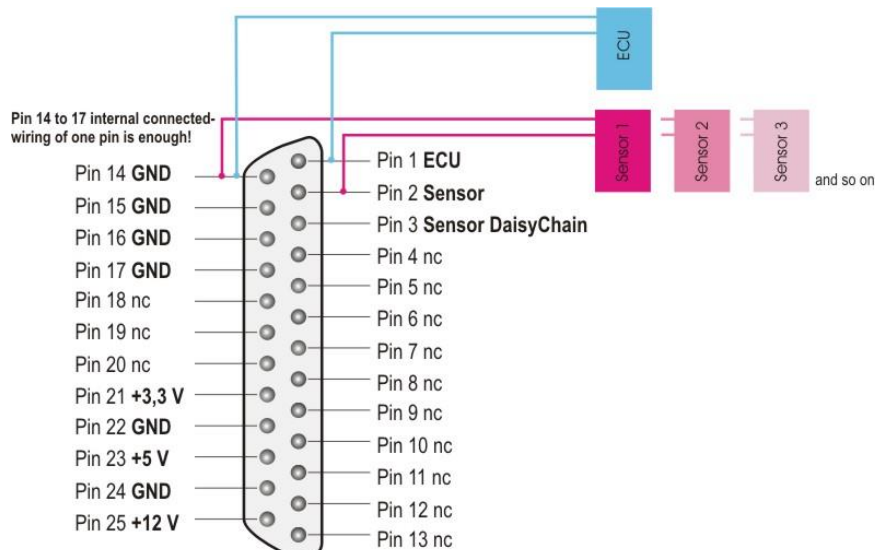 ECU
Pin 14 to 17 internal connected-
wiring of one pin is enough!
Sensor 1
Sensor 2
Sensor 3
and so on
Pin 14 GND
Pin 15 GND
Pin 16 GND
Pin 17 GND
Pin 18 nc
Pin 19 nc
Pin 20 nc
Pin 21 +3,3 V
Pin 22 GND
Pin 23 +5 V
Pin 24 GND
Pin 25 +12 V
Pin 1 ECU
Pin 2 Sensor
Pin 3 Sensor DaisyChain
Pin 4 nc
Pin 5 nc
Pin 6 nc
Pin 7 nc
Pin 8 nc
Pin 9 nc
Pin 10 nc
Pin 11 nc
Pin 12 nc
Pin 13 nc